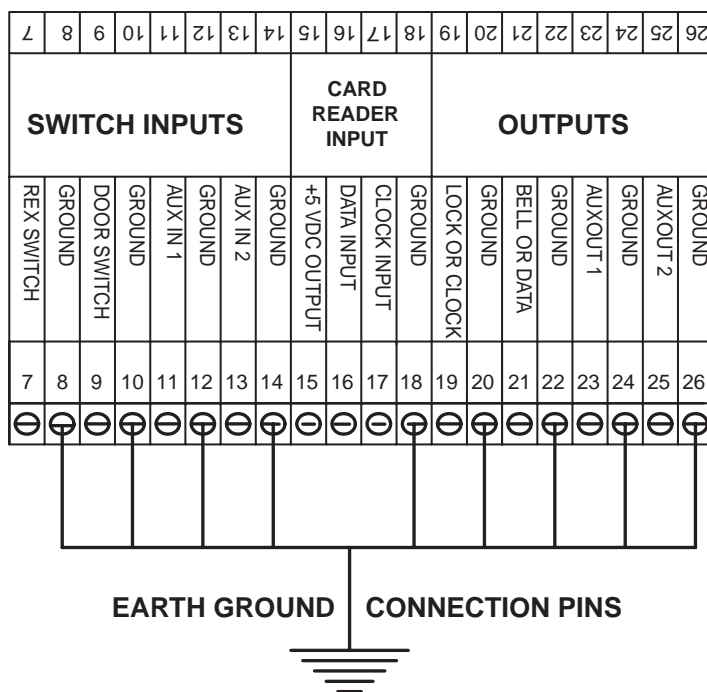 7 8 9 10 11 12 13 14 15 16 17 18 19 20 21 22 23 24 25 26
SWITCH INPUTS
CARD
READER
INPUT
OUTPUTS
REX SWITCH
GROUND
DOOR SWITCH
GROUND
AUX IN 1
GROUND
AUX IN 2
GROUND
+5 VDC OUTPUT
DATA INPUT
CLOCK INPUT
GROUND
LOCK OR CLOCK
GROUND
BELL OR DATA
GROUND
AUXOUT 1
GROUND
AUXOUT 2
GROUND
7 8 9 10 11 12 13 14 15 16 17 18 19 20 21 22 23 24 25 26
EARTH GROUND CONNECTION PINS